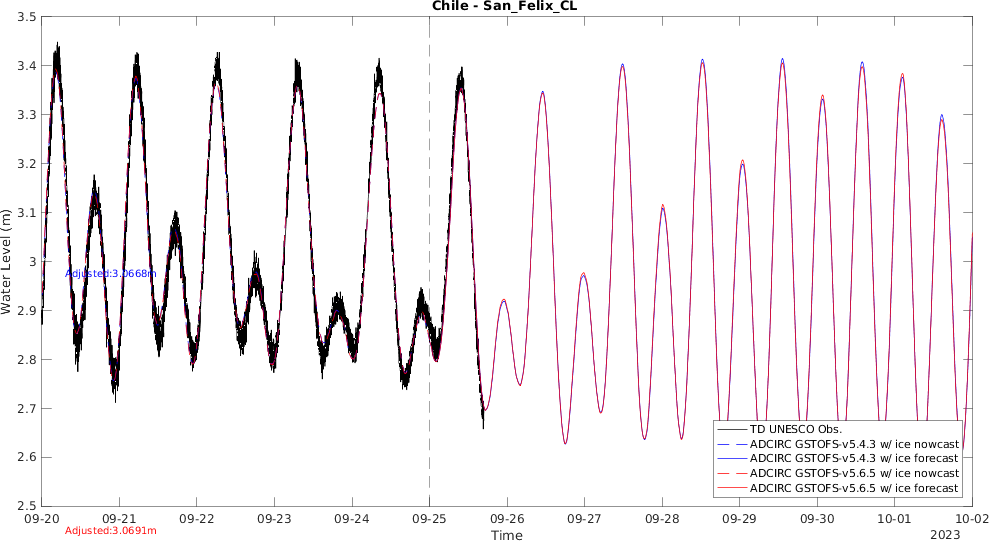 Chile - San_Felix_CL
3.5
3.4
3.3
3.2
3.1
3
2.9
2.8
2.7
2.6
2.5
Water Level (m)
Adjusted:3.0668m
TD UNESCO Obs.
ADCIRC GSTOFS-v5.4.3 w/ ice nowcast
ADCIRC GSTOFS-v5.4.3 w/ ice forecast
ADCIRC GSTOFS-v5.6.5 w/ ice nowcast
ADCIRC GSTOFS-v5.6.5 w/ ice forecast
09-20 09-21 09-22 09-23 09-24 09-25 09-26 09-27 09-28 09-29 09-30 10-01 10-02
Adjusted:3.0691m
Time
2023